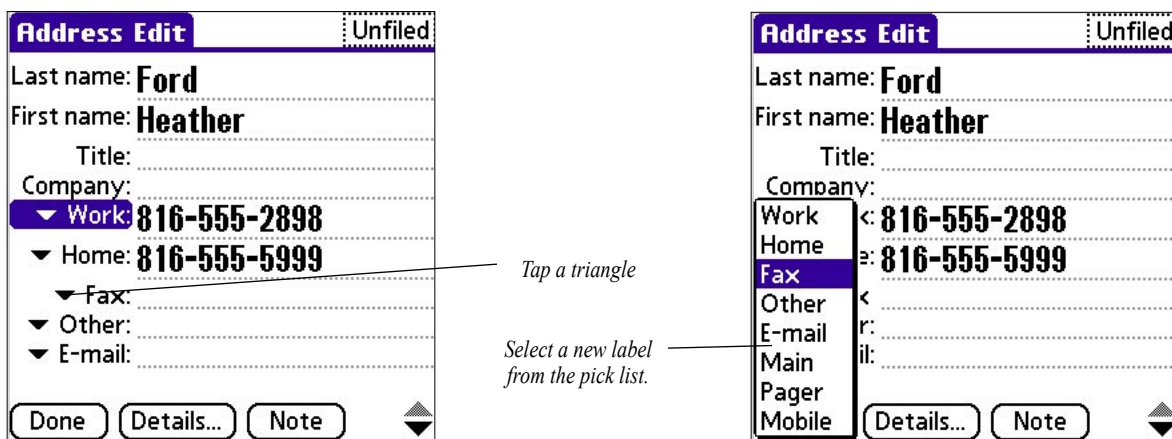 Address Edit Unfiled
Last name: Ford
First name: Heather
Title:
Company:
Work: 816-555-2898
Home: 816-555-5999
Fax:
Other:
E-mail:
Done Details... Note
Tap a triangle
Select a new label
from the pick list.
Address Edit Unfiled
Last name: Ford
First name: Heather
Title:
Company:
Work k: 816-555-2898
Home e: 816-555-5999
Fax
Other r:
E-mail il:
Main
Pager
Mobile Details... Note